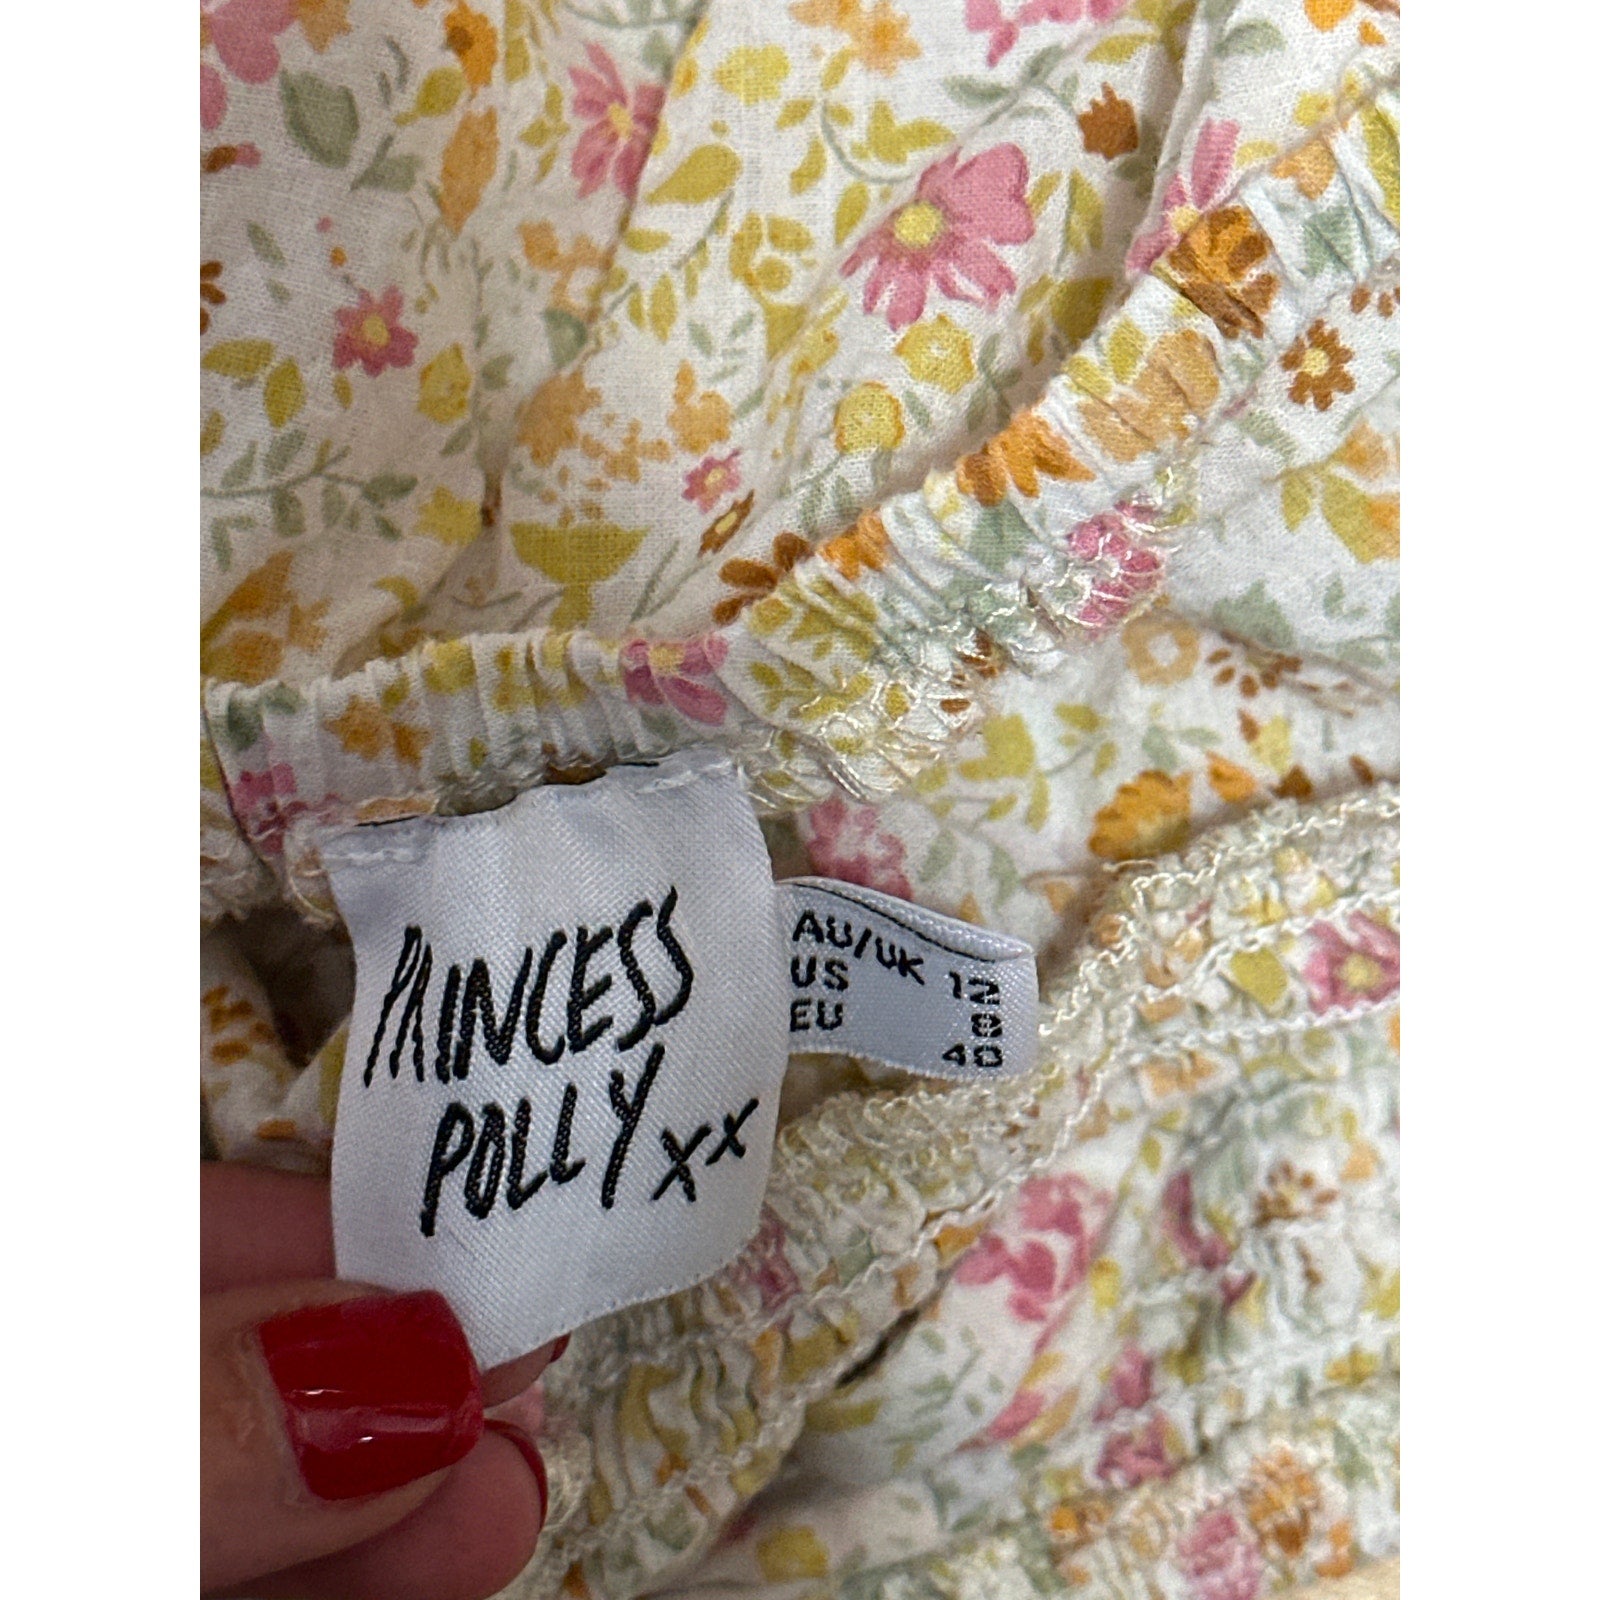 PRINCESS
POLLY xx
AU/UK 12
US 8
EU 40